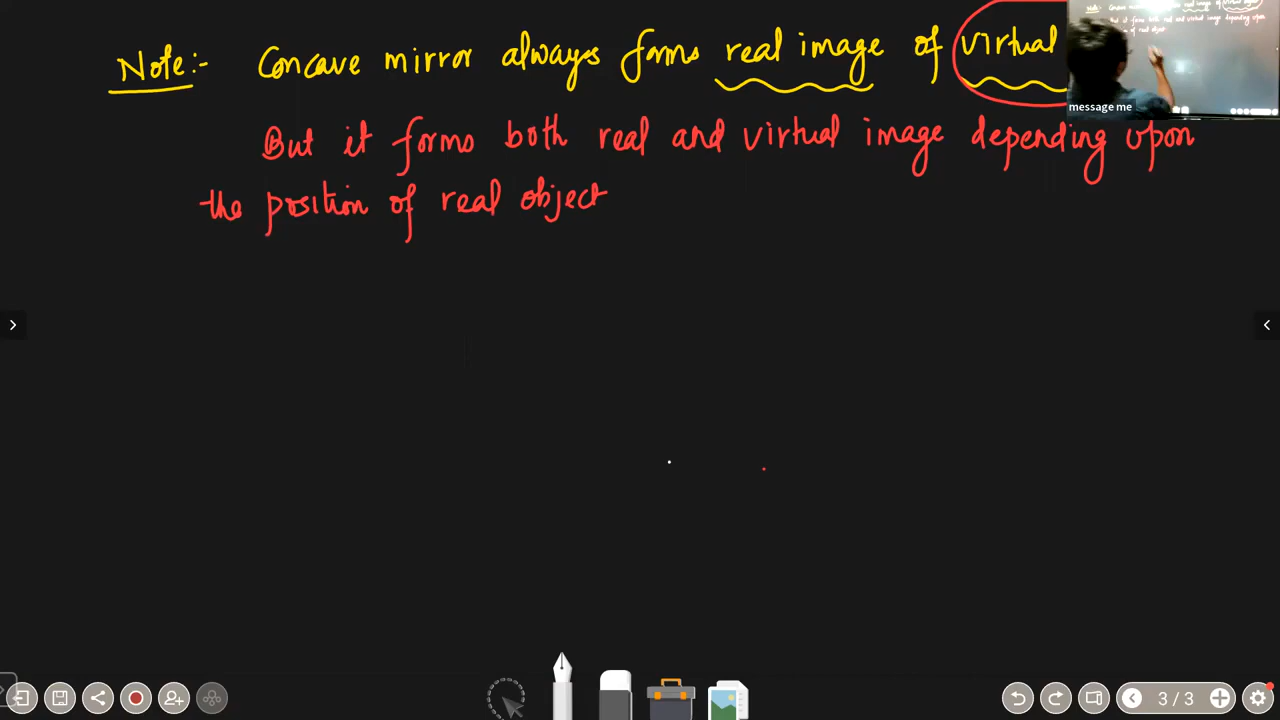 Note:- Concave mirror always forms real image of virtual
But it forms both real and virtual image depending upon
the position of real object
message me
3/3